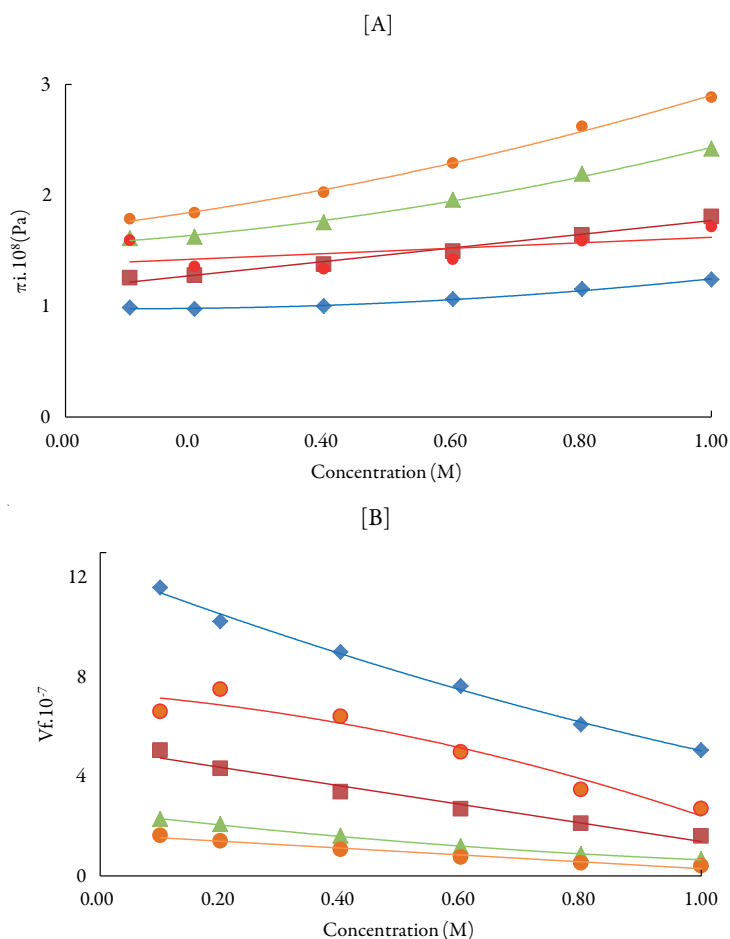 [A]
3
2
1
0
πi.10⁸(Pa)
0.00 0.0 0.40 0.60 0.80 1.00
Concentration (M)
[B]
12
8
4
0
Vf.10⁻⁷
0.00 0.20 0.40 0.60 0.80 1.00
Concentration (M)